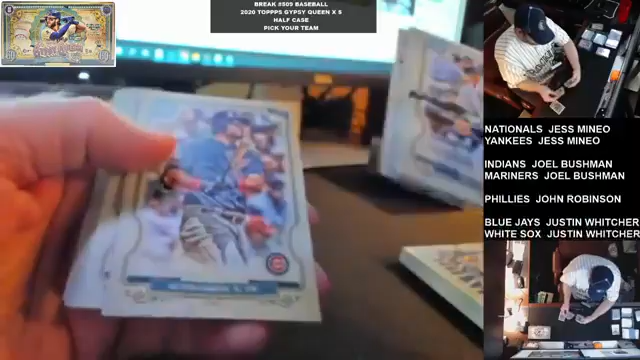 BREAK #509 BASEBALL
2020 TOPPPS GYPSY QUEEN X 5
HALF CASE
PICK YOUR TEAM
NATIONALS JESS MINEO
YANKEES JESS MINEO
INDIANS JOEL BUSHMAN
MARINERS JOEL BUSHMAN
PHILLIES JOHN ROBINSON
BLUE JAYS JUSTIN WHITCHER
WHITE SOX JUSTIN WHITCHER